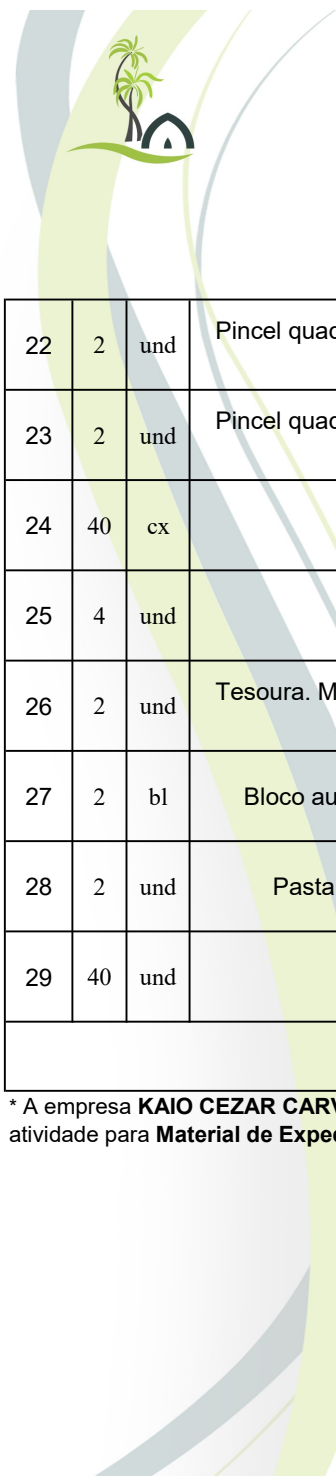 22 2 und Pincel quad
23 2 und Pincel quad
24 40 cx
25 4 und
26 2 und Tesoura. M
27 2 bl Bloco au
28 2 und Pasta
29 40 und
* A empresa KAIO CEZAR CARV
atividade para Material de Expe